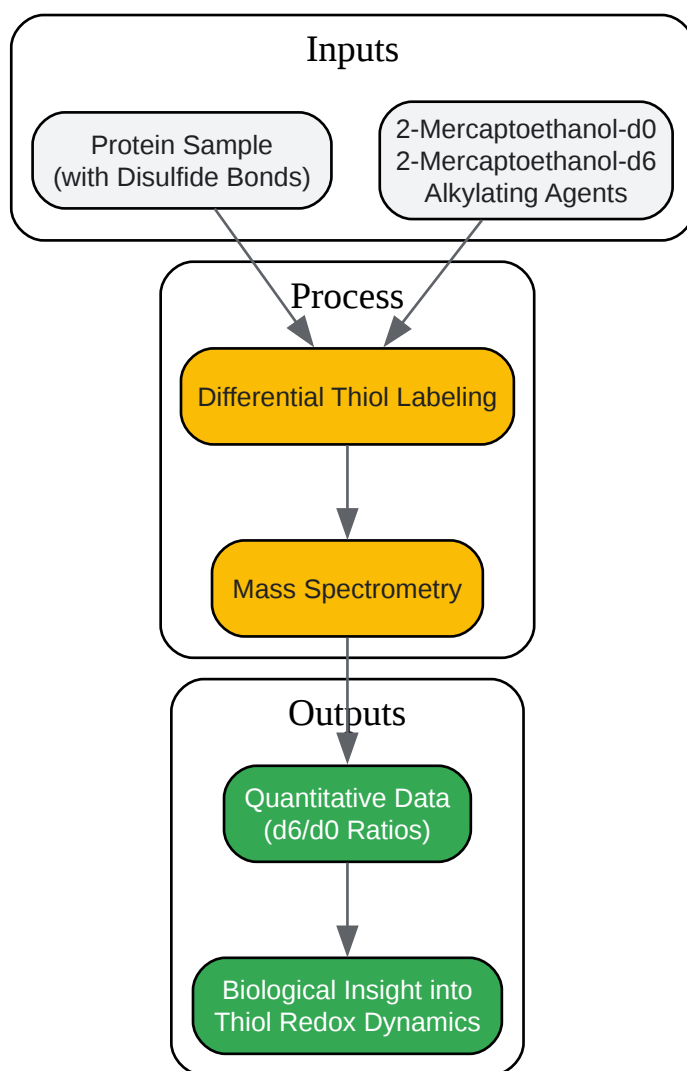 Inputs
Protein Sample
(with Disulfide Bonds)
2-Mercaptoethanol-d0
2-Mercaptoethanol-d6
Alkylating Agents
Process
Differential Thiol Labeling
Mass Spectrometry
Outputs
Quantitative Data
(d6/d0 Ratios)
Biological Insight into
Thiol Redox Dynamics